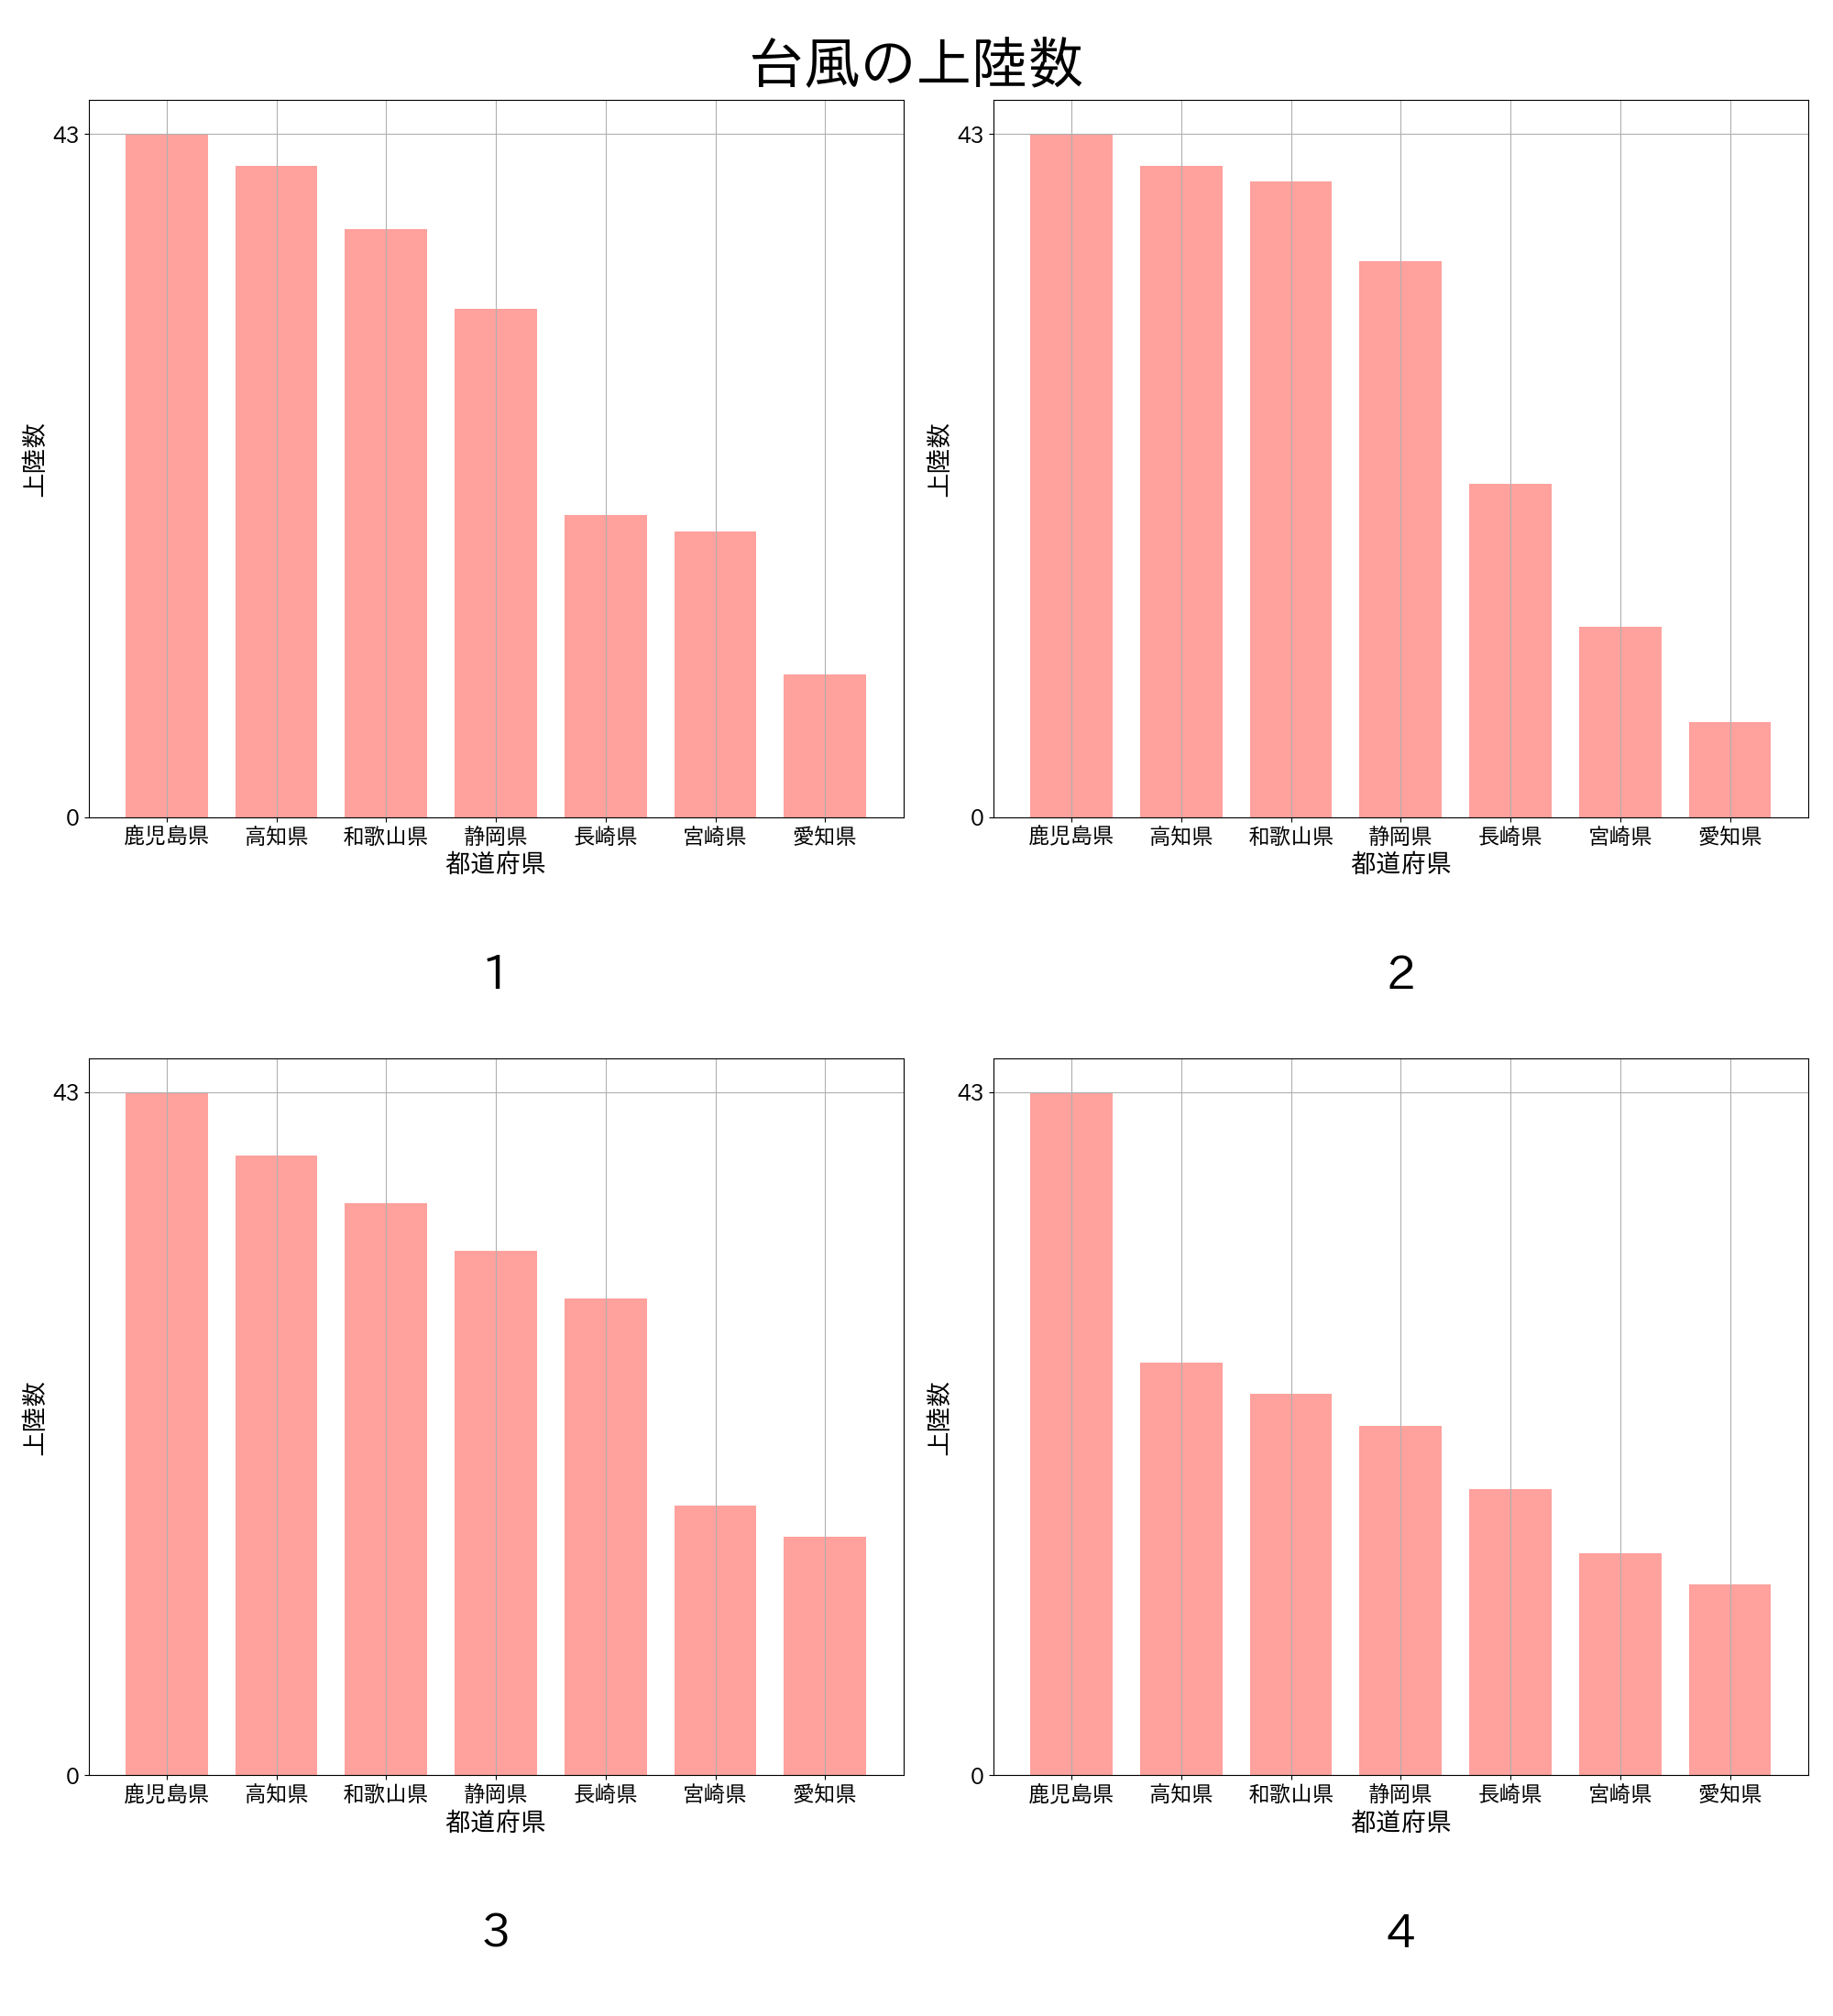 台風の上陸数
43
0
上陸数
鹿児島県 高知県 和歌山県 静岡県 長崎県 宮崎県 愛知県
都道府県
1
43
0
上陸数
鹿児島県 高知県 和歌山県 静岡県 長崎県 宮崎県 愛知県
都道府県
2
43
0
上陸数
鹿児島県 高知県 和歌山県 静岡県 長崎県 宮崎県 愛知県
都道府県
3
43
0
上陸数
鹿児島県 高知県 和歌山県 静岡県 長崎県 宮崎県 愛知県
都道府県
4